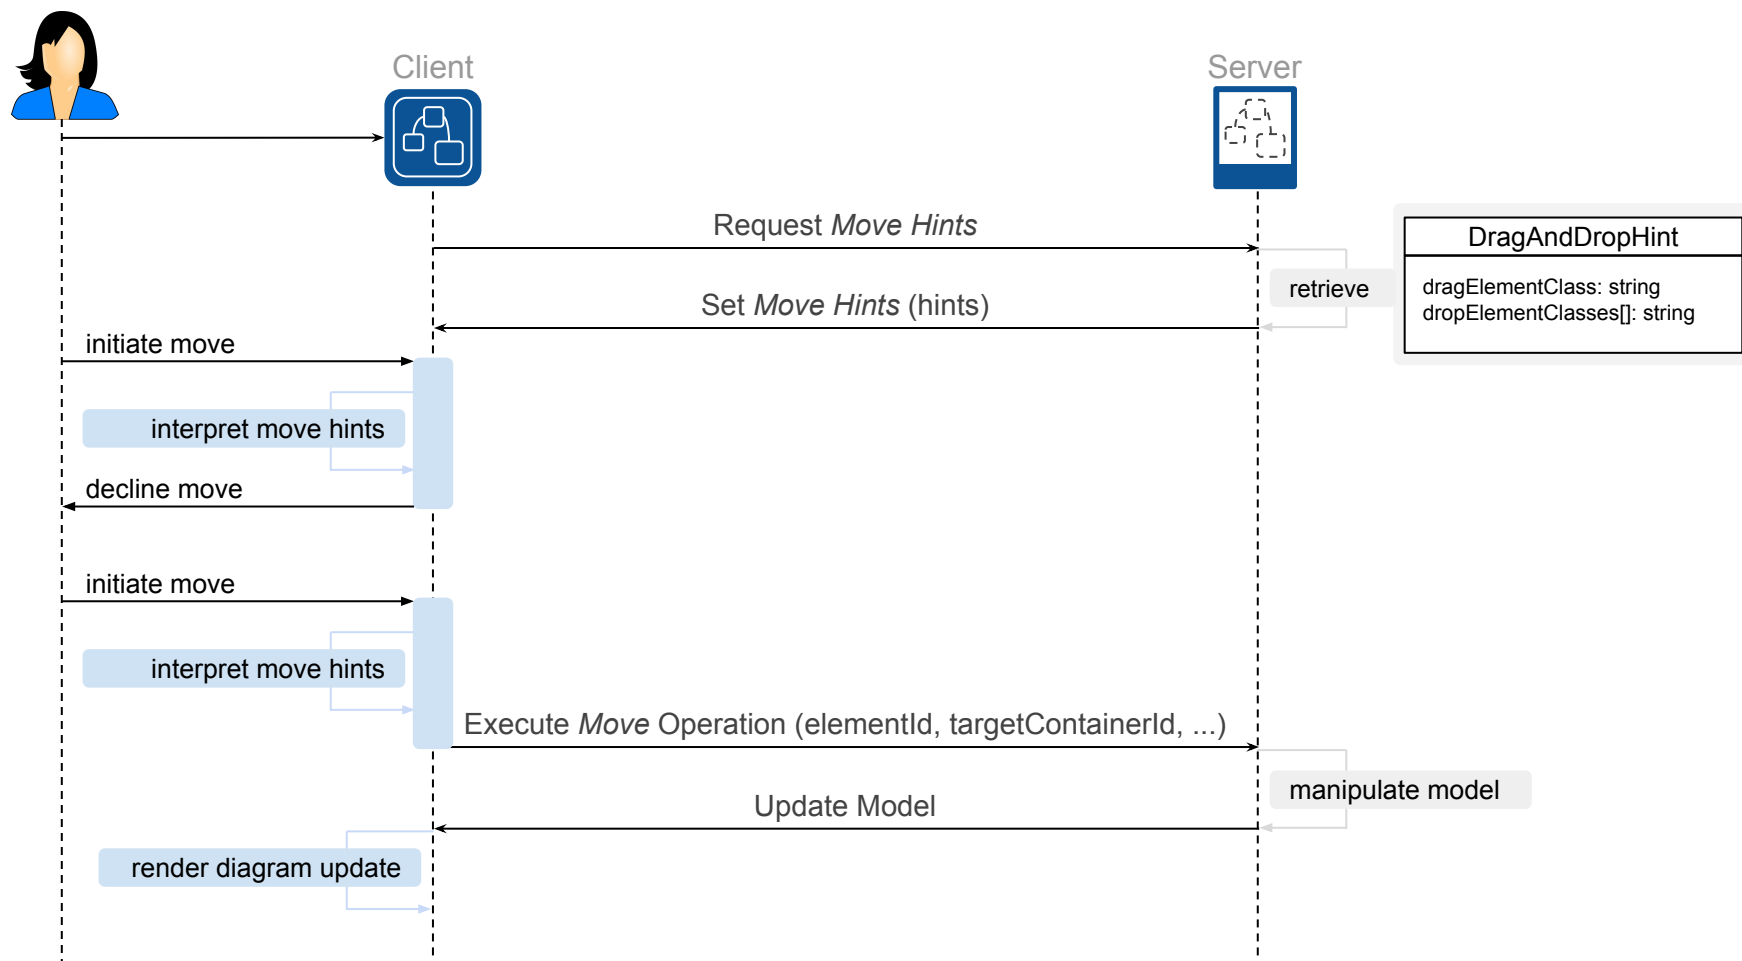 Client
Server
Request Move Hints
DragAndDropHint
retrieve
dragElementClass: string
dropElementClasses[]: string
Set Move Hints (hints)
initiate move
interpret move hints
decline move
initiate move
interpret move hints
Execute Move Operation (elementId, targetContainerId, ...)
manipulate model
Update Model
render diagram update